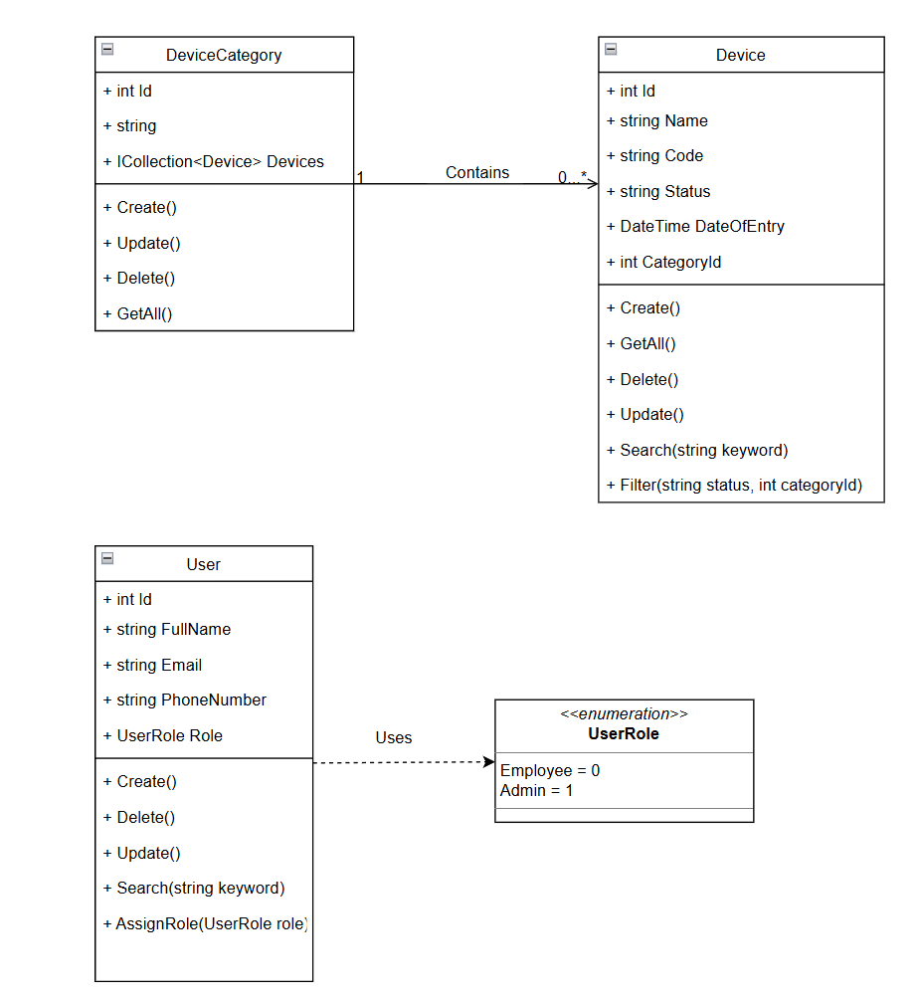 DeviceCategory
+ int Id
+ string
+ ICollection<Device> Devices
+ Create()
+ Update()
+ Delete()
+ GetAll()
1
Contains
0...*
Device
+ int Id
+ string Name
+ string Code
+ string Status
+ DateTime DateOfEntry
+ int CategoryId
+ Create()
+ GetAll()
+ Delete()
+ Update()
+ Search(string keyword)
+ Filter(string status, int categoryId)
User
+ int Id
+ string FullName
+ string Email
+ string PhoneNumber
+ UserRole Role
+ Create()
+ Delete()
+ Update()
+ Search(string keyword)
+ AssignRole(UserRole role)
Uses
<<enumeration>>
UserRole
Employee = 0
Admin = 1